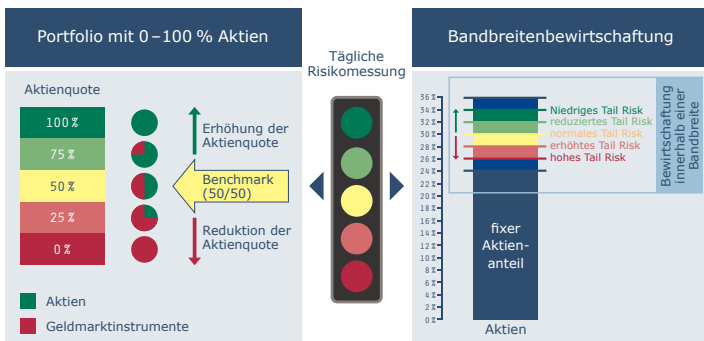 Portfolio mit 0–100 % Aktien
Aktienquote
100 %
75 %
50 %
25 %
0 %
Erhöhung der
Aktienquote
Benchmark
(50/50)
Reduktion der
Aktienquote
Aktien
Geldmarktinstrumente
Tägliche
Risikomessung
Bandbreitenbewirtschaftung
36 %
34 %
32 %
30 %
28 %
26 %
24 %
22 %
20 %
18 %
16 %
14 %
12 %
10 %
8 %
6 %
4 %
2 %
0 %
Niedriges Tail Risk
reduziertes Tail Risk
normales Tail Risk
erhöhtes Tail Risk
hohes Tail Risk
Bewirtschaftung
innerhalb einer
Bandbreite
fixer
Aktien-
anteil
Aktien